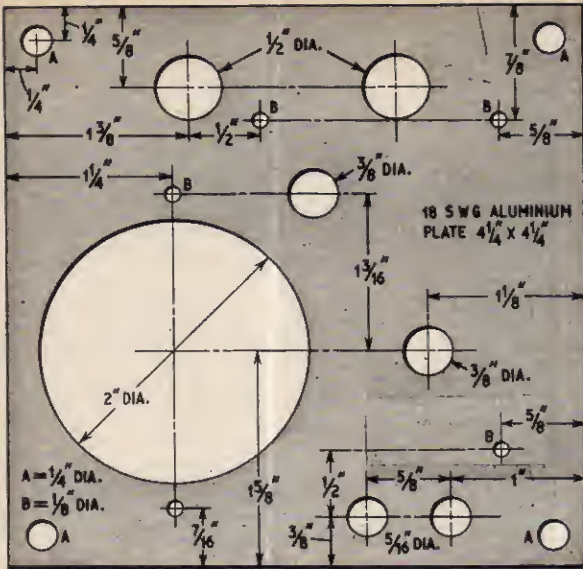 1/4"
5/8"
1/2" DIA.
7/8"
A
1/4"
B
B
1 3/8"
1/2"
5/8"
1 1/4"
B
3/8" DIA.
18 SWG ALUMINIUM
PLATE 4 1/4" X 4 1/4"
1 3/16"
1 1/8"
3/8" DIA.
2" DIA.
5/8"
B
A = 1/4" DIA.
B = 1/8" DIA.
1 5/8"
1/2"
5/8"
1"
7/16"
3/8"
5/16" DIA.
A
A
A